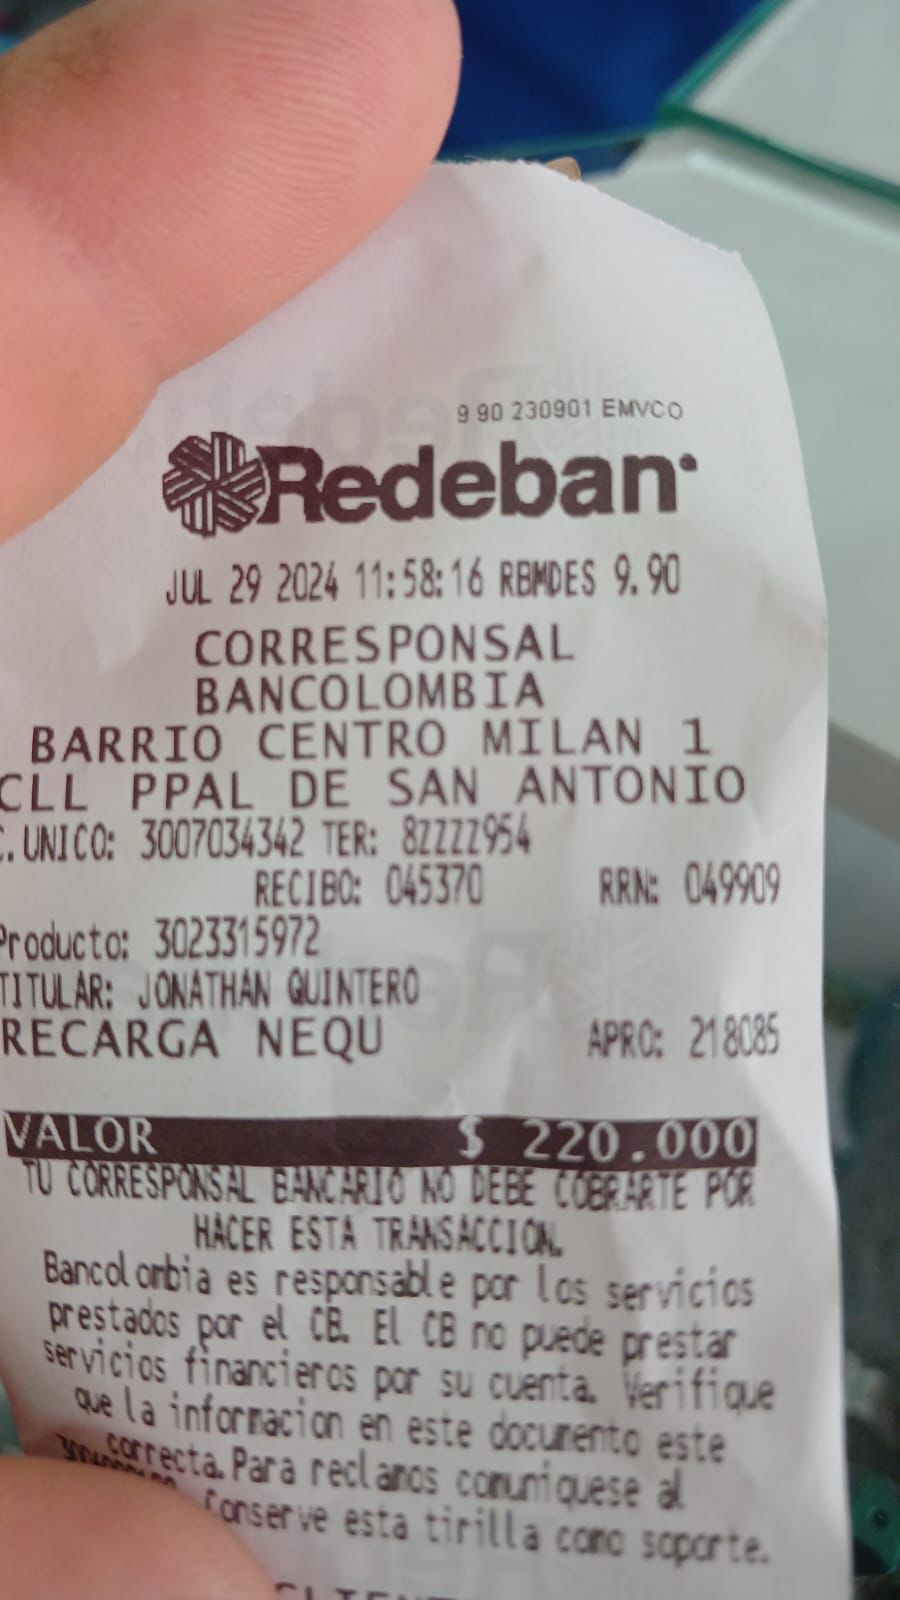 9 90 230901 EMVCO
Redeban
JUL 29 2024 11:58:16 RBMDES 9.90
CORRESPONSAL
BANCOLOMBIA
BARRIO CENTRO MILAN 1
CLL PPAL DE SAN ANTONIO
C. UNICO: 3007034342 TER: 8ZZZZ954
RECIBO: 045370 RRN: 049909
Producto: 3023315972
TITULAR: JONATHAN QUINTERO
RECARGA NEQU APRO: 218085
VALOR $ 220.000
TU CORRESPONSAL BANCARIO NO DEBE COBRARTE POR
HACER ESTA TRANSACCION.
Bancolombia es responsable por los servicios
prestados por el CB. El CB no puede prestar
servicios financieros por su cuenta. Verifique
que la informacion en este documento este
correcta. Para reclamos comuniquese al
Conserve esta tirilla como soporte.